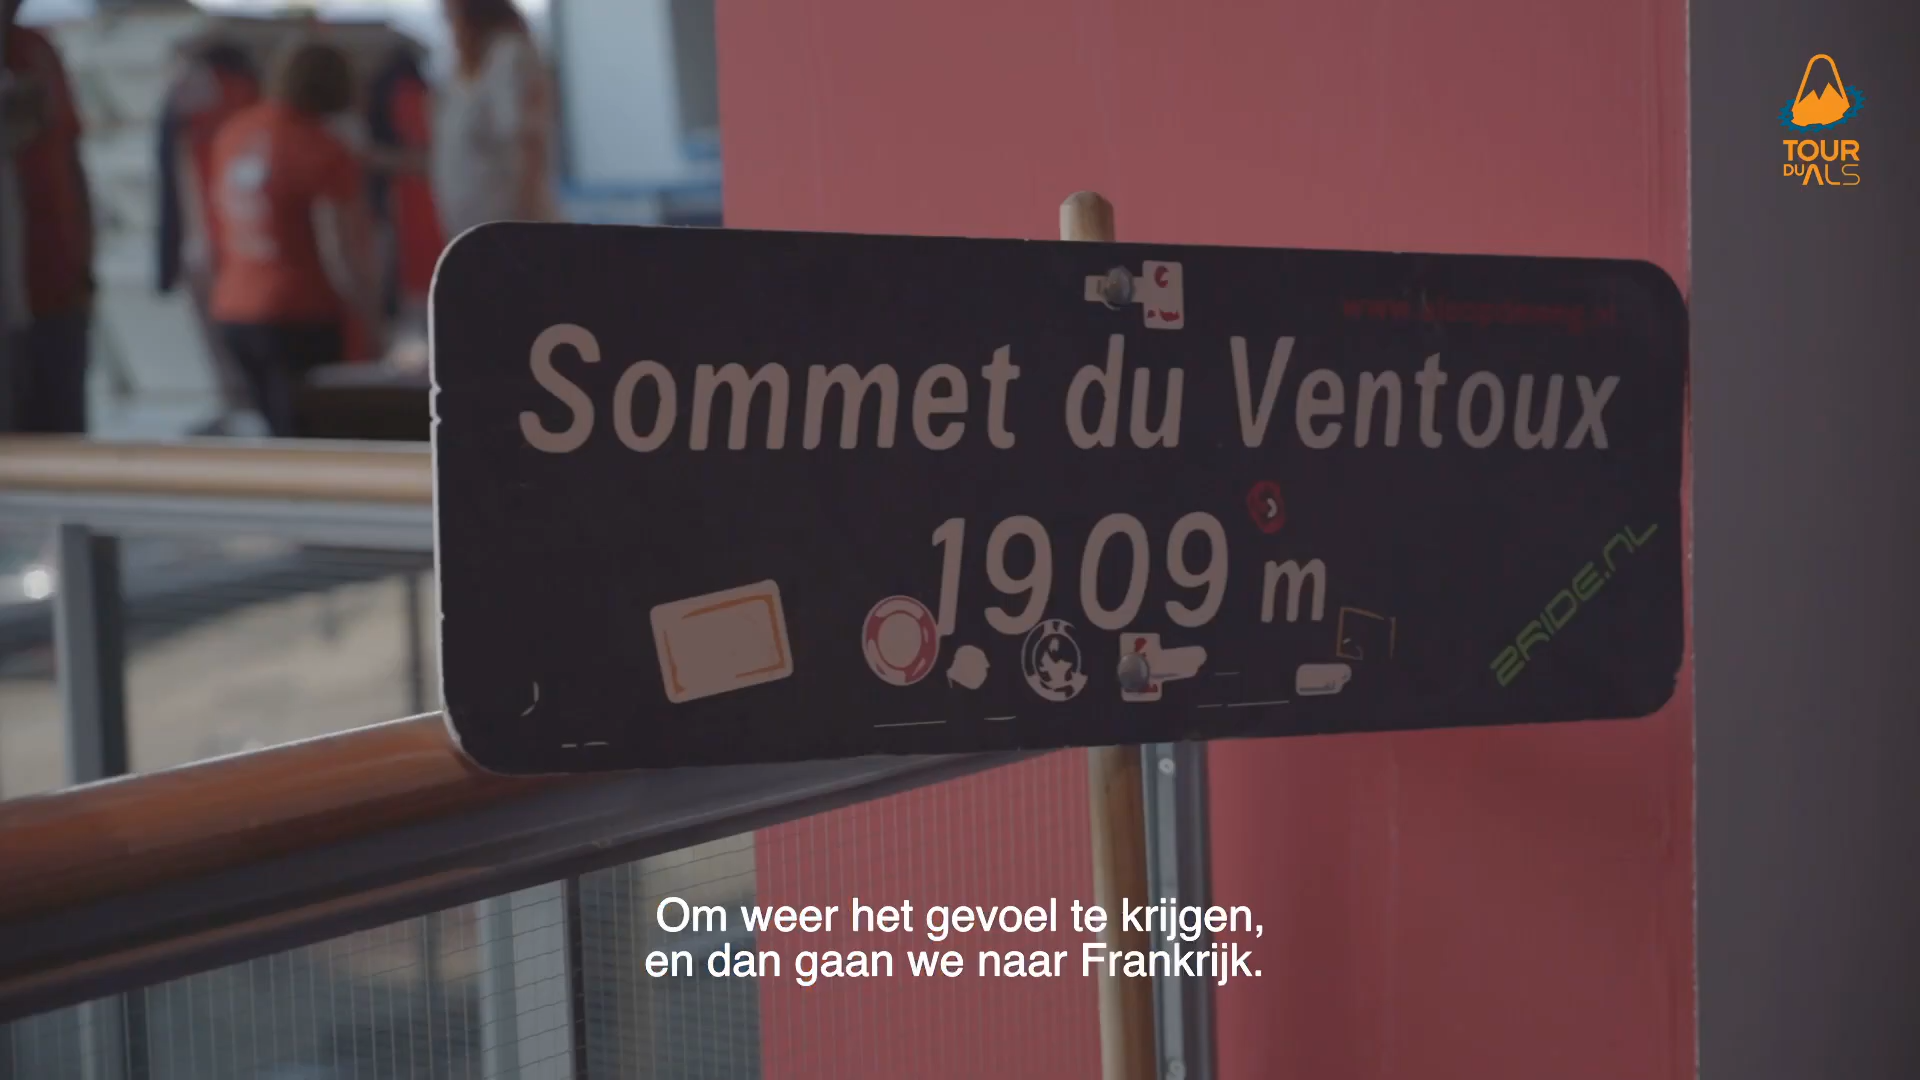 TOUR
DU ALS
Sommet du Ventoux
1909 m
2RIDE.NL
Om weer het gevoel te krijgen,
en dan gaan we naar Frankrijk.